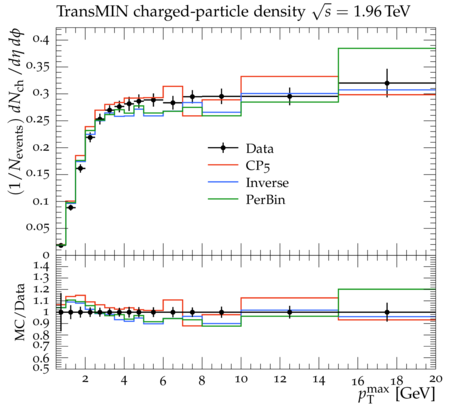 TransMIN charged-particle density √s = 1.96 TeV
(1/N_events) dN_ch/dη dϕ
0.4
0.35
0.3
0.25
0.2
0.15
0.1
0.05
0
Data
CP5
Inverse
PerBin
MC/Data
1.4
1.3
1.2
1.1
1
0.9
0.8
0.7
0.6
0.5
2 4 6 8 10 12 14 16 18 20
p_T^max [GeV]